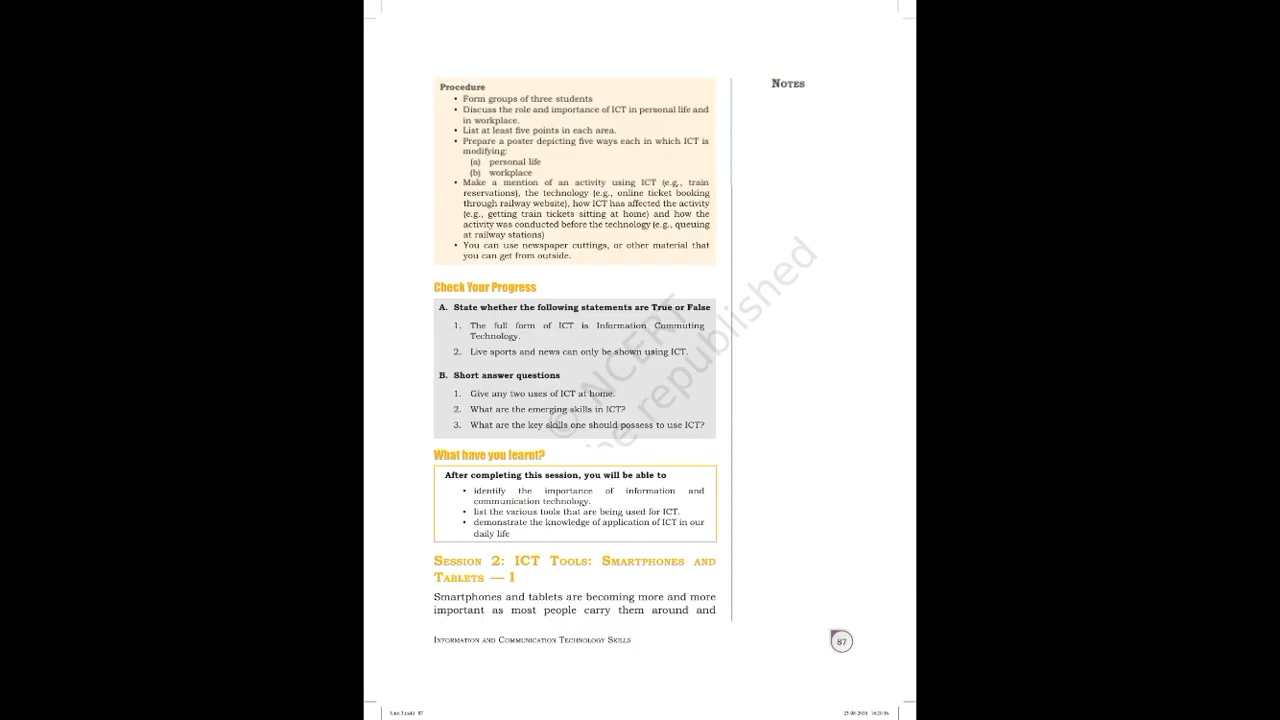 Procedure
• Form groups of three students
• Discuss the role and importance of ICT in personal life and
in workplace.
• List at least five points in each area.
• Prepare a poster depicting five ways each in which ICT is
modifying:
(a) personal life
(b) workplace
• Make a mention of an activity using ICT (e.g., train
reservations), the technology (e.g., online ticket booking
through railway website), how ICT has affected the activity
(e.g., getting train tickets sitting at home) and how the
activity was conducted before the technology (e.g., queuing
at railway stations)
• You can use newspaper cuttings, or other material that
you can get from outside.
Notes
Check Your Progress
A. State whether the following statements are True or False
1. The full form of ICT is Information Commuting
Technology.
2. Live sports and news can only be shown using ICT.
B. Short answer questions
1. Give any two uses of ICT at home.
2. What are the emerging skills in ICT?
3. What are the key skills one should possess to use ICT?
© NCERT
be republished
What have you learnt?
After completing this session, you will be able to
• identify the importance of information and
communication technology.
• list the various tools that are being used for ICT.
• demonstrate the knowledge of application of ICT in our
daily life
Session 2: ICT Tools: Smartphones and
Tablets — I
Smartphones and tablets are becoming more and more
important as most people carry them around and
Information and Communication Technology Skills
87